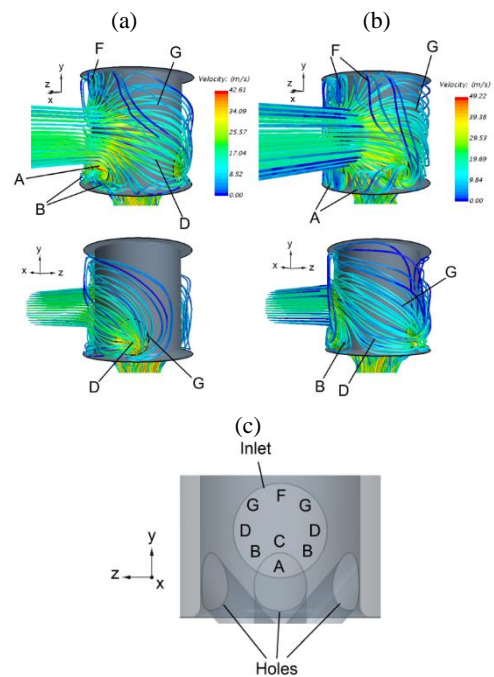 (a)
(b)
F
G
F
G
y
z
x
Velocity: (m/s)
42.61
34.09
25.57
17.04
8.52
0.00
y
z
x
Velocity: (m/s)
49.22
39.38
29.53
19.69
9.84
0.00
A
B
D
A
y
x
z
D
G
y
x
z
G
B
D
(c)
Inlet
F
G
G
D
D
C
B
B
A
y
z
x
Holes